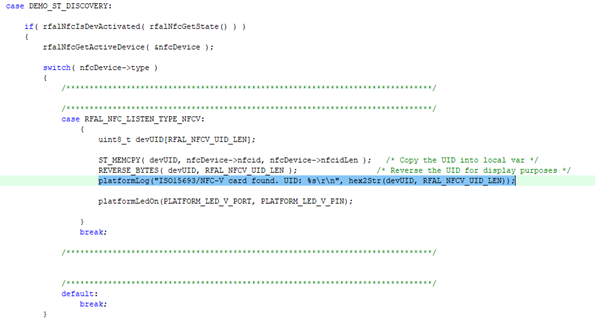 case DEMO_ST_DISCOVERY:
if( rfalNfcIsDevActivated( rfalNfcGetState() ) )
{
rfalNfcGetActiveDevice( &nfcDevice );
switch( nfcDevice->type )
{
/*******************************************************************************/
/*******************************************************************************/
case RFAL_NFC_LISTEN_TYPE_NFCV:
{
uint8_t devUID[RFAL_NFCV_UID_LEN];
ST_MEMCPY( devUID, nfcDevice->nfcid, nfcDevice->nfcidLen );   /* Copy the UID into local var */
REVERSE_BYTES( devUID, RFAL_NFCV_UID_LEN );                 /* Reverse the UID for display purposes */
platformLog("ISO15693/NFC-V card found. UID: %s\r\n", hex2Str(devUID, RFAL_NFCV_UID_LEN));
platformLedOn(PLATFORM_LED_V_PORT, PLATFORM_LED_V_PIN);
}
break;
/*******************************************************************************/
/*******************************************************************************/
default:
break;
}